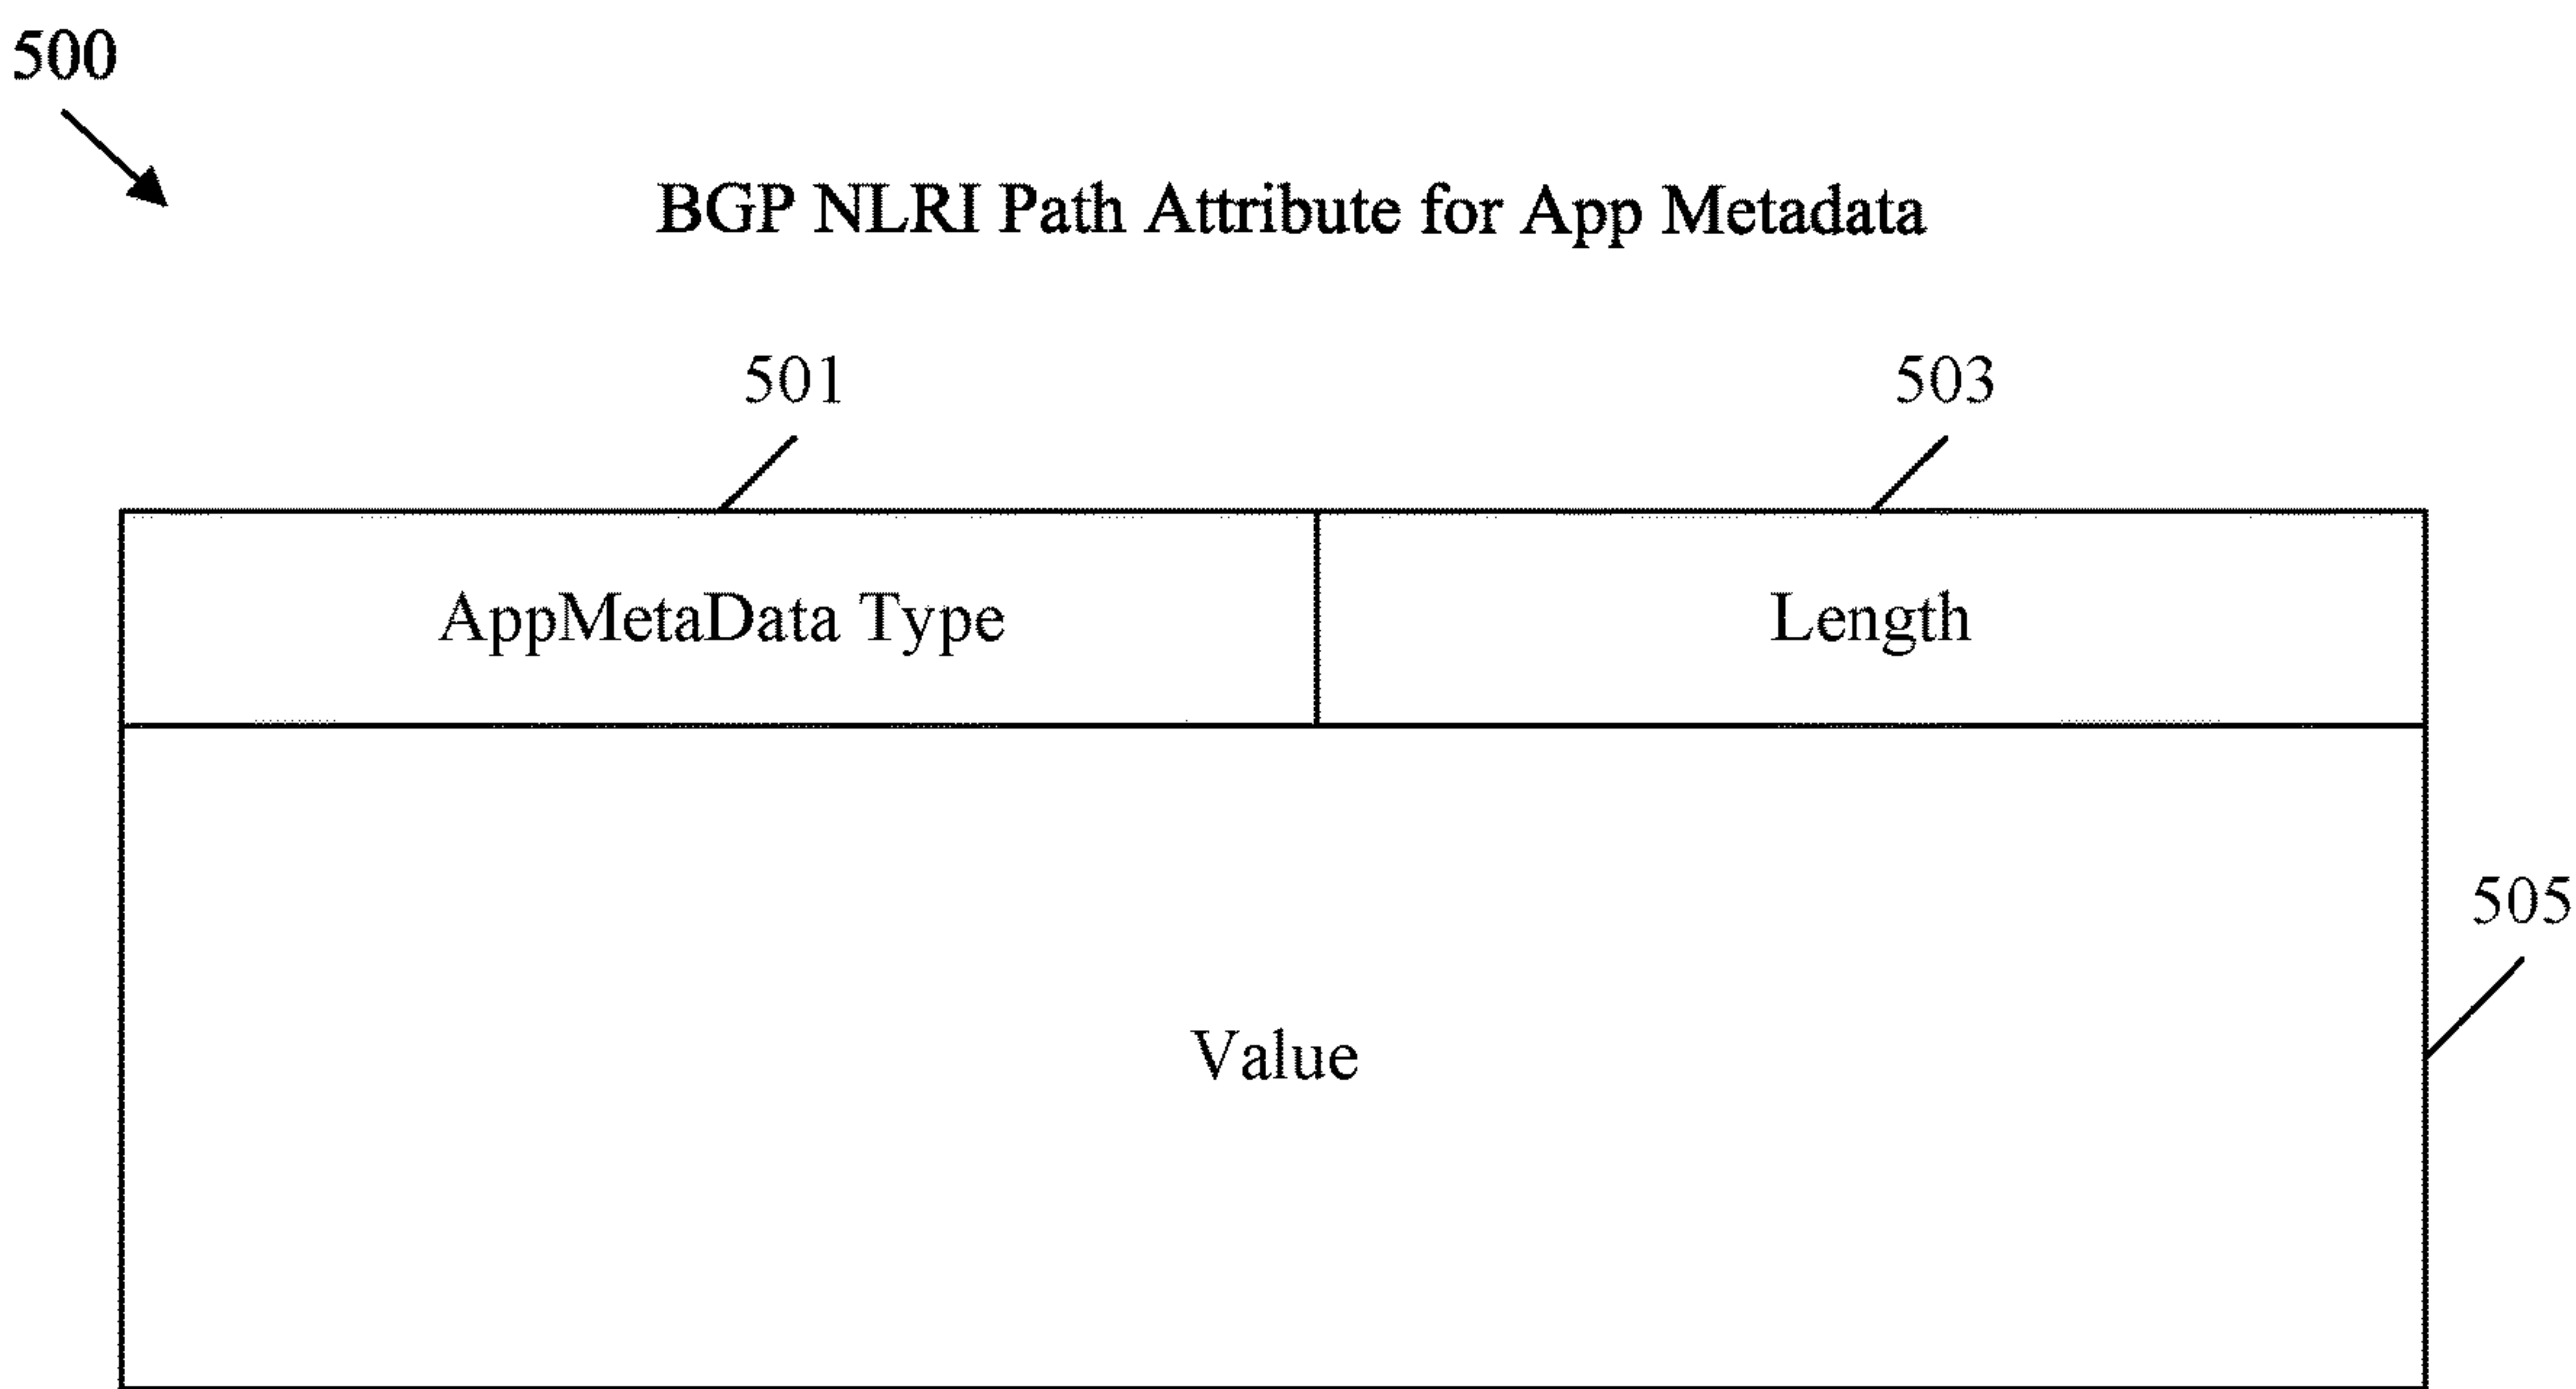 500
BGP NLRI Path Attribute for App Metadata
501
503
AppMetaData Type
Length
505
Value